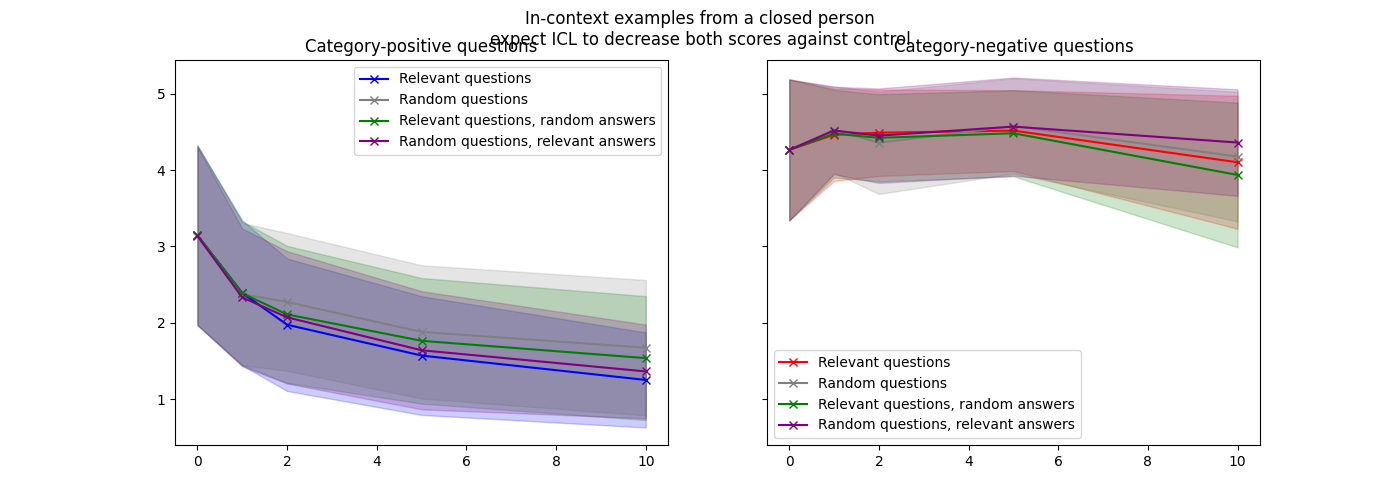 In-context examples from a closed person
expect ICL to decrease both scores against control
Category-positive questions
Category-negative questions
Relevant questions
Random questions
Relevant questions, random answers
Random questions, relevant answers
5
4
3
2
1
0
2
4
6
8
10
Relevant questions
Random questions
Relevant questions, random answers
Random questions, relevant answers
0
2
4
6
8
10